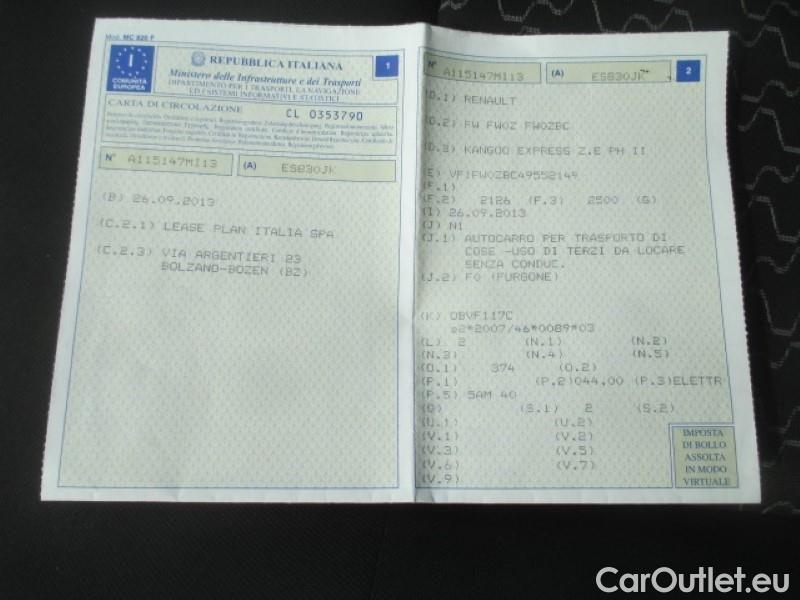 Mod. MC 820 F
I
COMUNITÀ
EUROPEA
REPUBBLICA ITALIANA
1
Ministero delle Infrastrutture e dei Trasporti
DIPARTIMENTO PER I TRASPORTI, LA NAVIGAZIONE
ED I SISTEMI INFORMATIVI E STATISTICI
CARTA DI CIRCOLAZIONE
CL 0353790
N° A115147MI13 (A) ES830JK
(B) 26.09.2013
(C.2.1) LEASE PLAN ITALIA SPA
(C.2.3) VIA ARGENTIERI 23
BOLZANO-BOZEN (BZ)
N° A115147MI13 (A) ES830JK 2
(D.1) RENAULT
(D.2) FW FW0Z FW0ZBC
(D.3) KANGOO EXPRESS Z.E PH II
(E) VF1FW0ZBC49552149
(F.1)
(F.2) 2126 (F.3) 2500 (G)
(I) 26.09.2013
(J) N1
(J.1) AUTOCARRO PER TRASPORTO DI
COSE -USO DI TERZI DA LOCARE
SENZA CONDUC.
(J.2) F0 (FURGONE)
(K) OBVF117C
e2*2007/46*0089*03
(L) 2 (N.1) (N.2)
(N.3) (N.4) (N.5)
(O.1) 374 (O.2)
(P.1) (P.2)044.00 (P.3)ELETTR
(P.5) 5AM 40
(Q) (S.1) 2 (S.2)
(U.1) (U.2)
(V.1) (V.2)
(V.3) (V.5)
(V.6) (V.7)
(V.9)
IMPOSTA
DI BOLLO
ASSOLTA
IN MODO
VIRTUALE
CarOutlet.eu